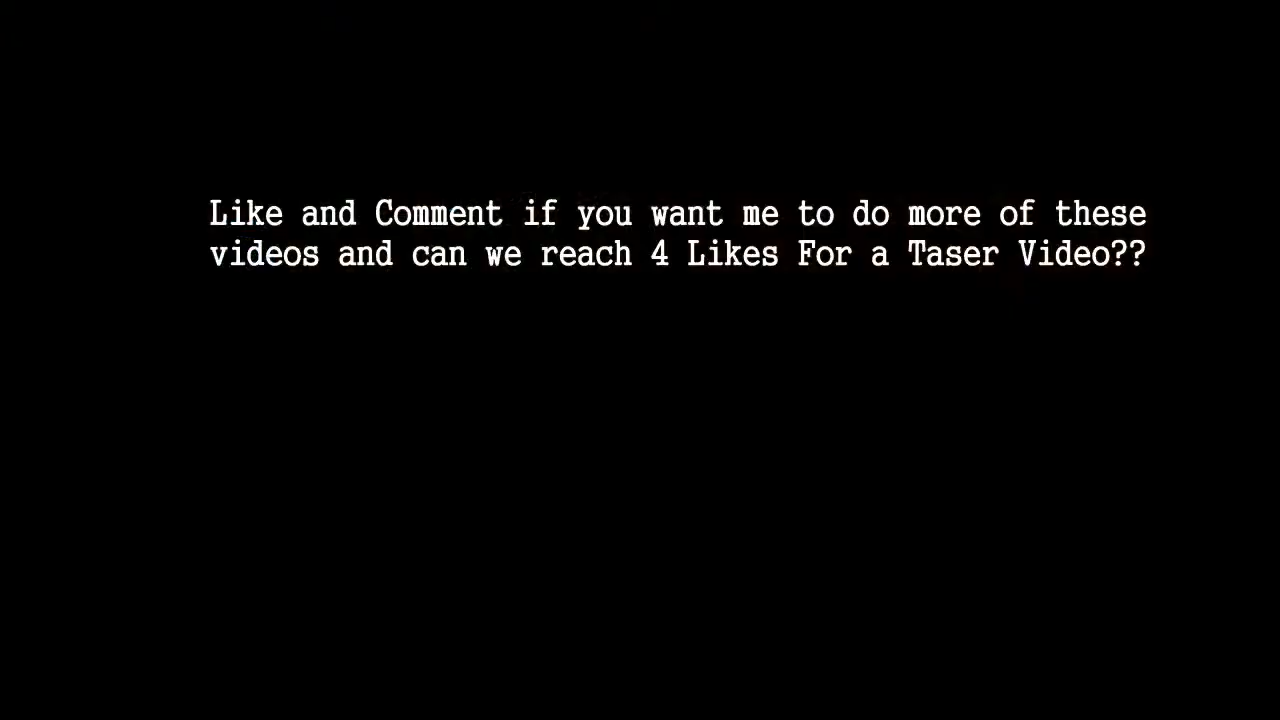 Like and Comment if you want me to do more of these
videos and can we reach 4 Likes For a Taser Video??